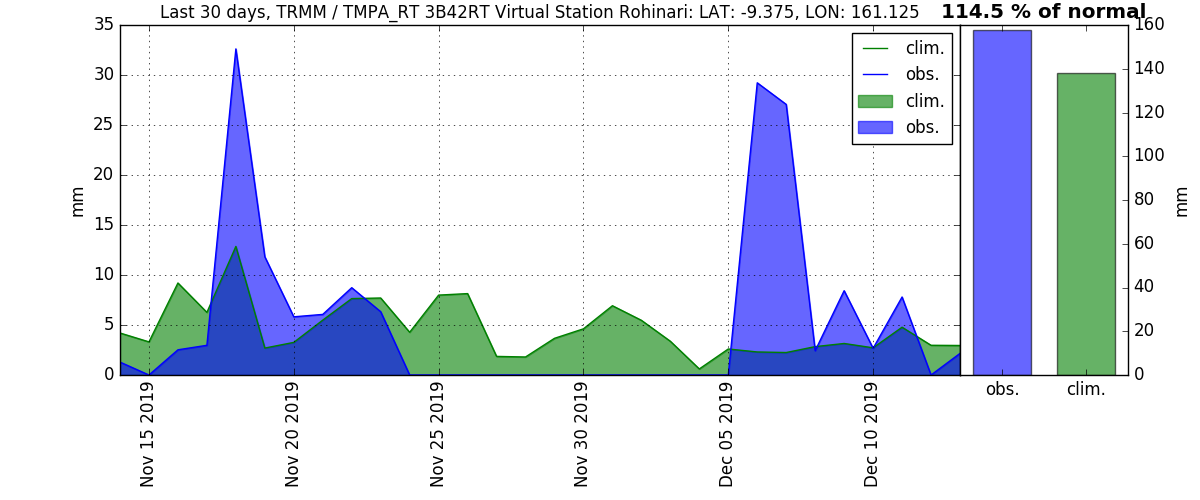 Last 30 days, TRMM / TMPA_RT 3B42RT Virtual Station Rohinari: LAT: -9.375, LON: 161.125
114.5 % of normal
35
30
25
20
15
10
5
0
mm
clim.
obs.
clim.
obs.
160
140
120
100
80
60
40
20
0
mm
obs.
clim.
Nov 15 2019
Nov 20 2019
Nov 25 2019
Nov 30 2019
Dec 05 2019
Dec 10 2019